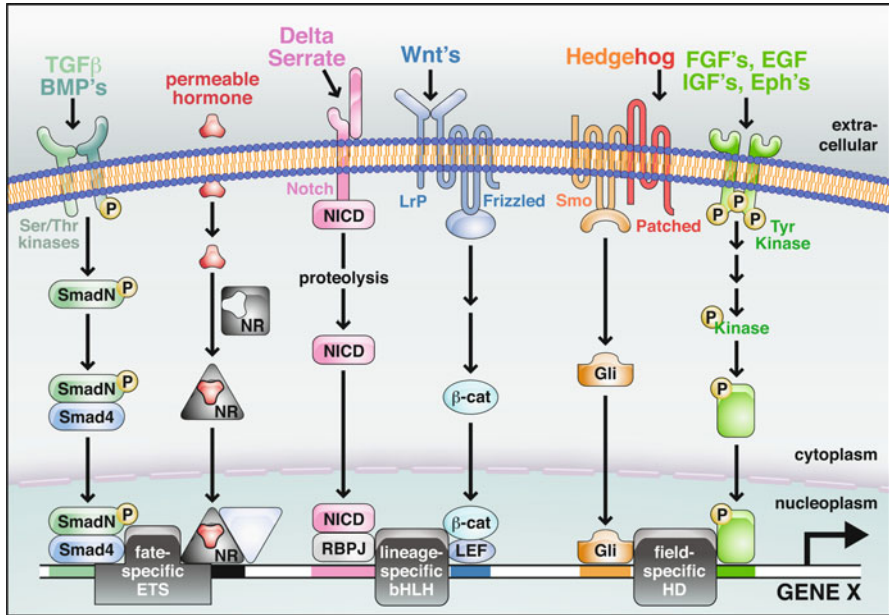 TGFβ
BMP's
permeable
hormone
Delta
Serrate
Wnt's
Hedgehog
FGF's, EGF
IGF's, Eph's
extra-
cellular
Notch
LrP
Frizzled
Smo
Patched
Ser/Thr
kinases
P
NICD
P
P
P
Tyr
Kinase
proteolysis
SmadN
P
NR
P
Kinase
NICD
Gli
SmadN
P
Smad4
NR
β-cat
P
cytoplasm
nucleoplasm
SmadN
P
Smad4
NR
NICD
RBPJ
β-cat
LEF
Gli
P
fate-
specific
ETS
lineage-
specific
bHLH
field-
specific
HD
GENE X